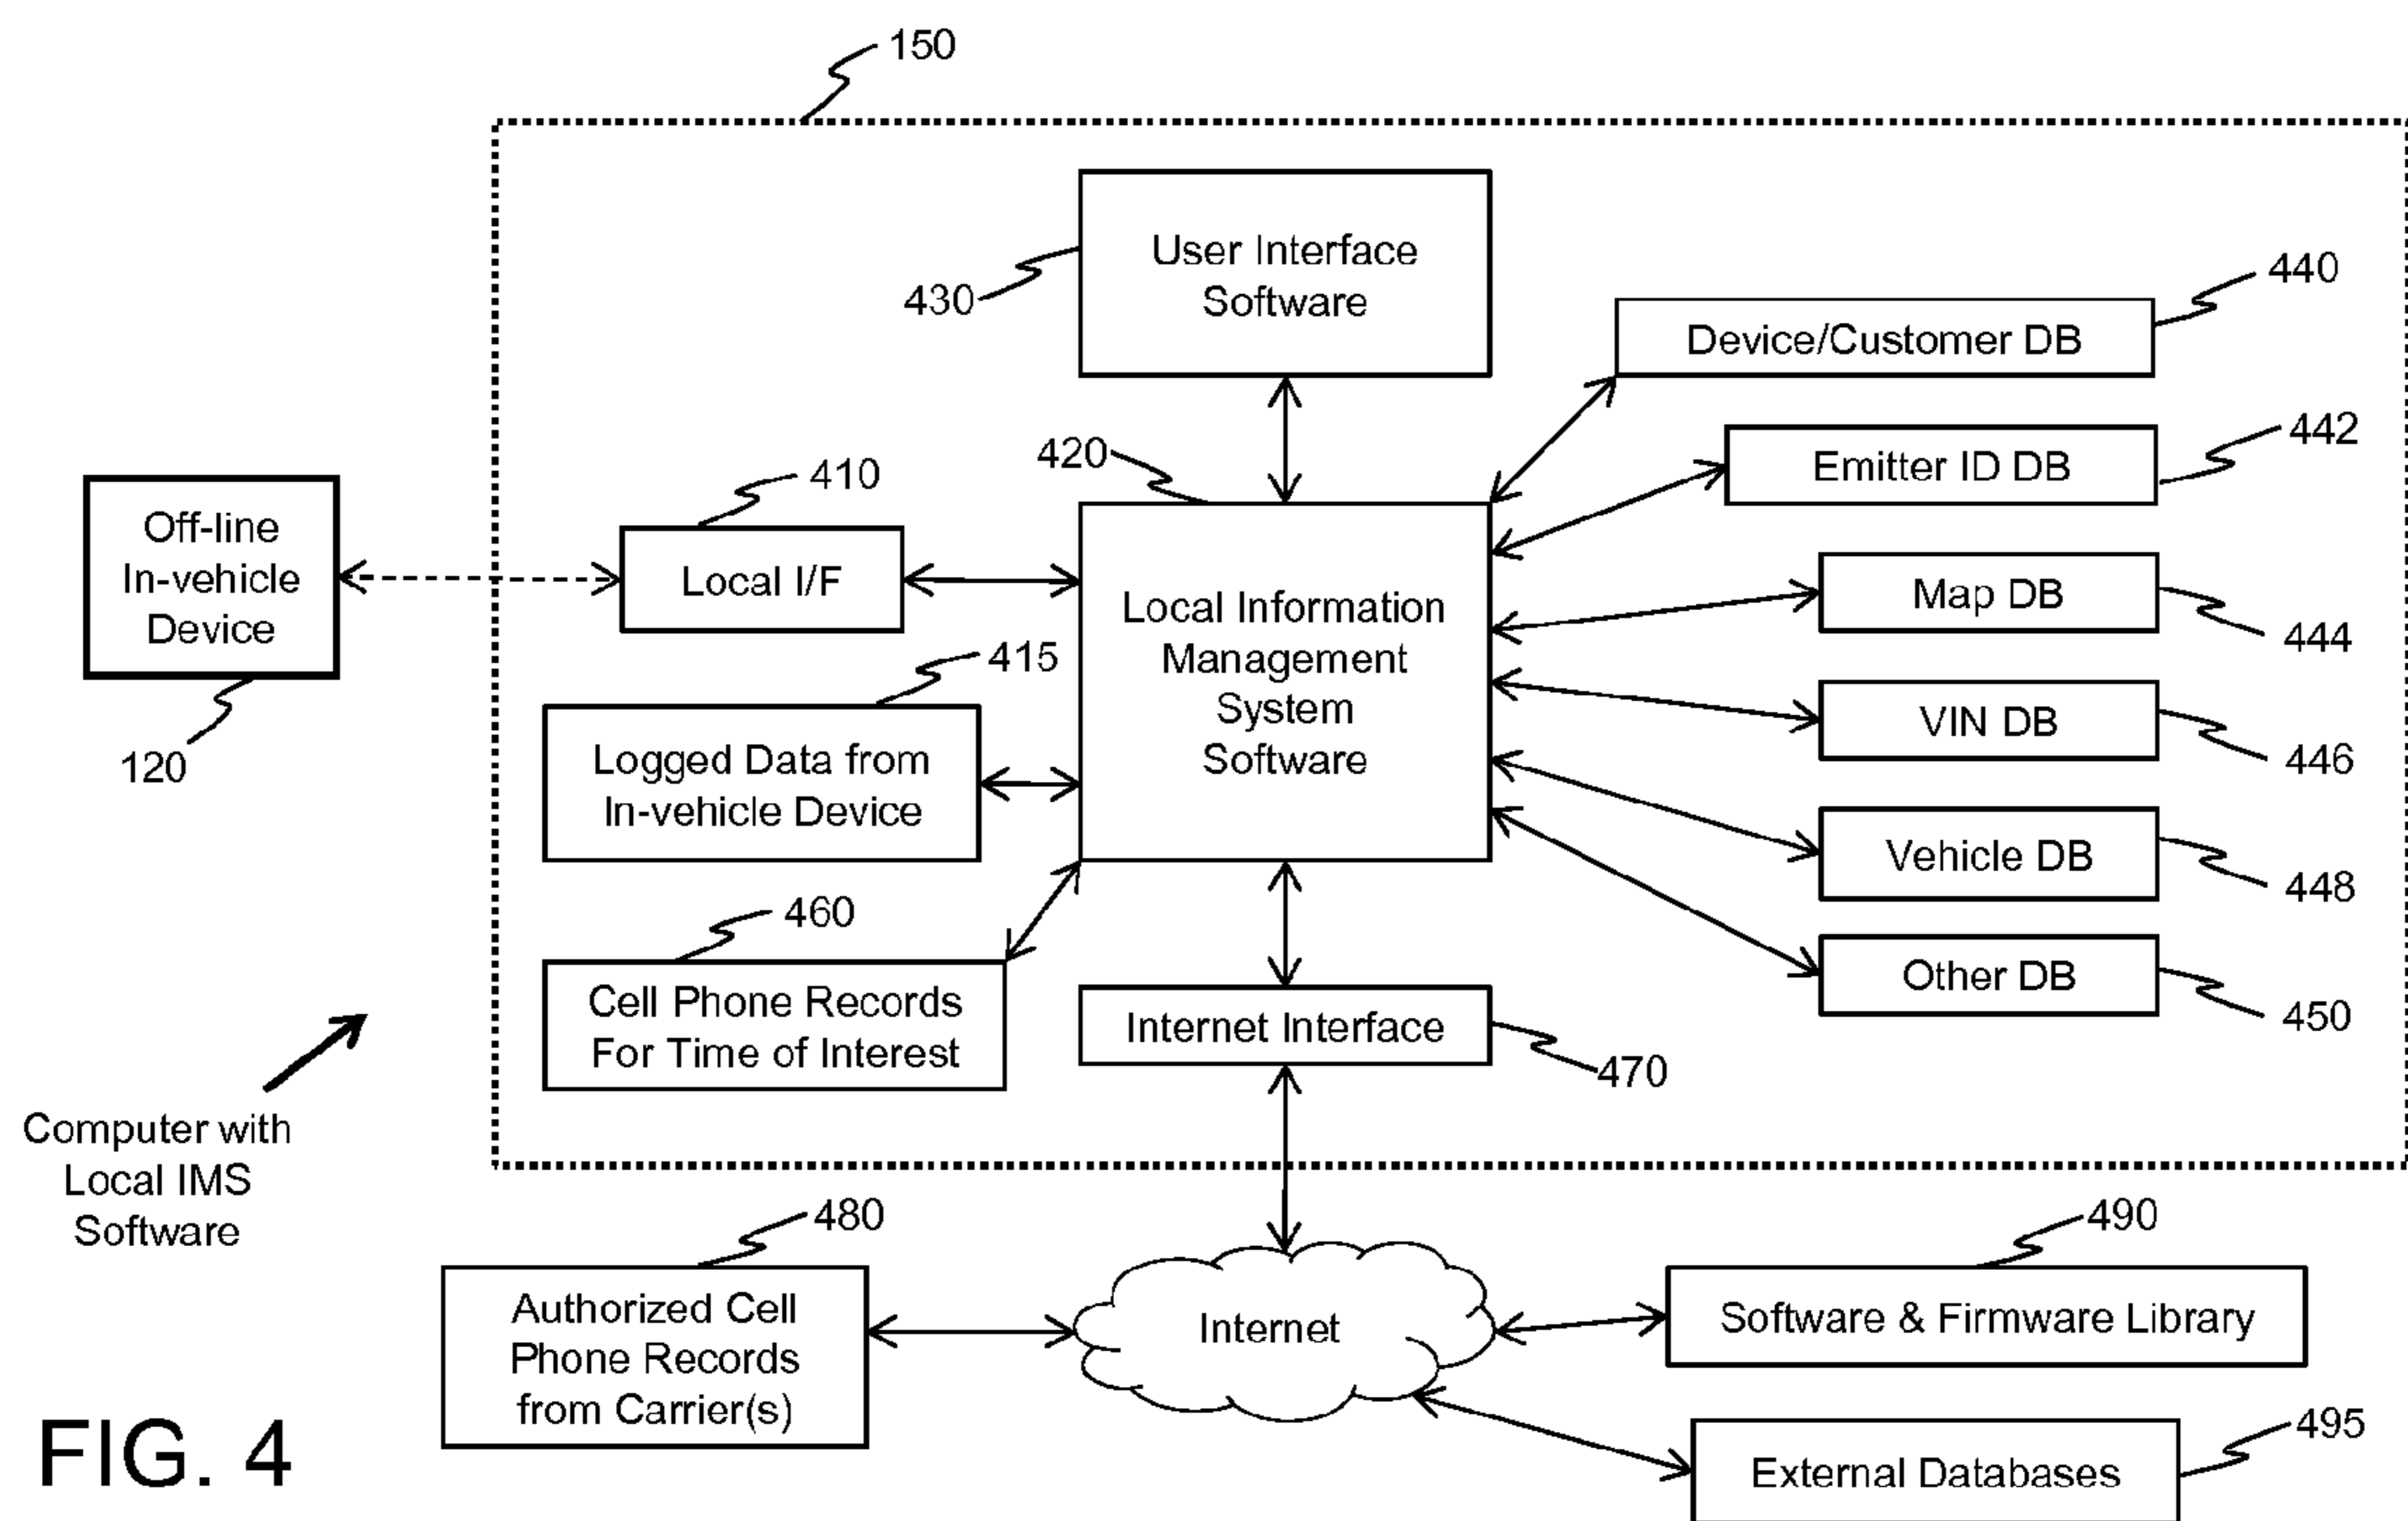 150
User Interface
Software
430
Device/Customer DB
440
Emitter ID DB
442
420
410
Off-line
In-vehicle
Device
120
Local I/F
Local Information
Management
System
Software
Map DB
444
415
Logged Data from
In-vehicle Device
VIN DB
446
Vehicle DB
448
460
Cell Phone Records
For Time of Interest
Other DB
450
Internet Interface
470
Computer with
Local IMS
Software
480
Authorized Cell
Phone Records
from Carrier(s)
Internet
490
Software & Firmware Library
495
External Databases
FIG. 4